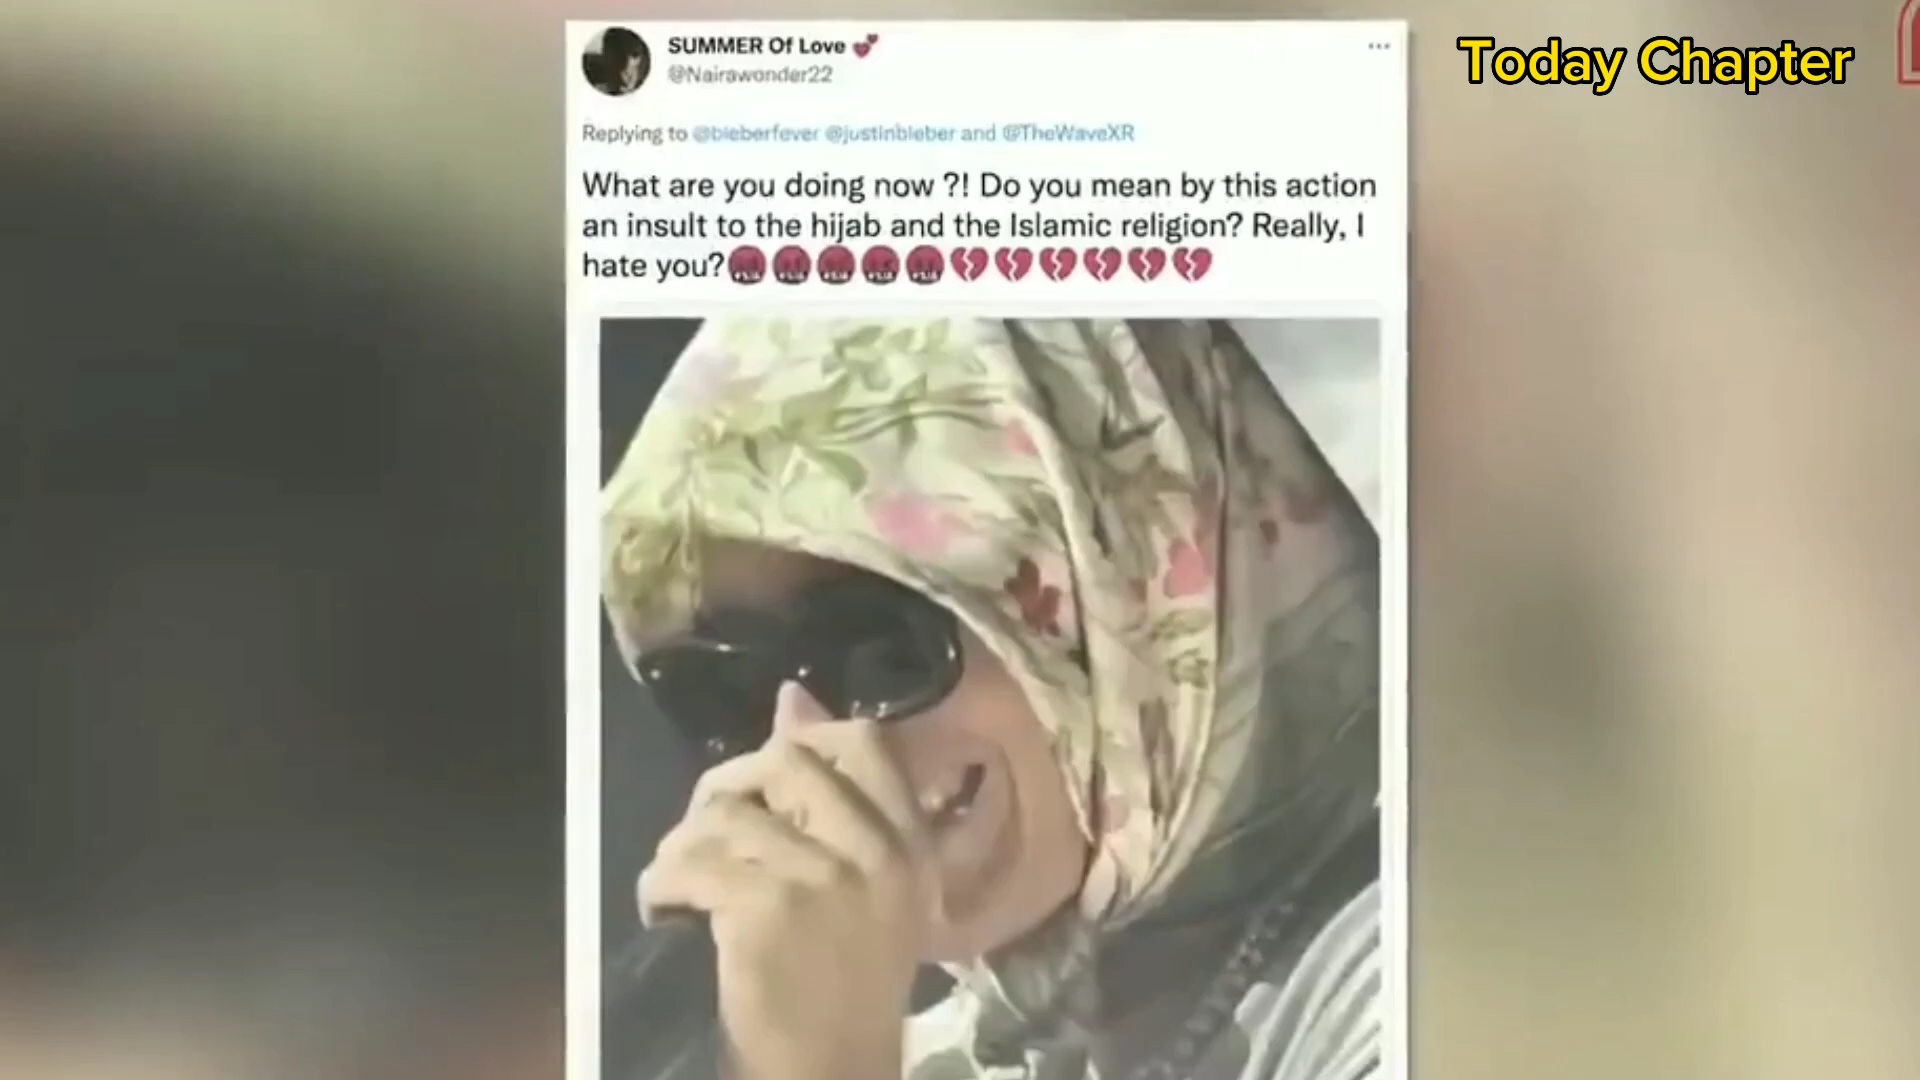 SUMMER Of Love 💕
@Nairawonder22
Today Chapter
Replying to @bieberfever @justinbieber and @TheWaveXR
What are you doing now ?! Do you mean by this action
an insult to the hijab and the Islamic religion? Really, I
hate you?🤬🤬🤬🤬🤬💔💔💔💔💔💔